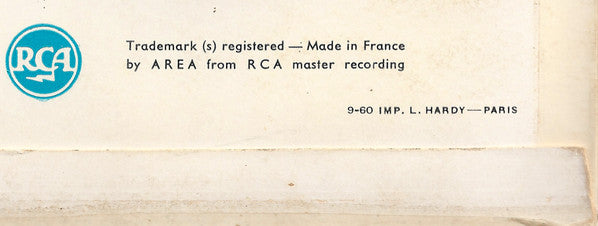 RCA
Trademark (s) registered — Made in France
by AREA from RCA master recording
9-60 IMP. L. HARDY — PARIS